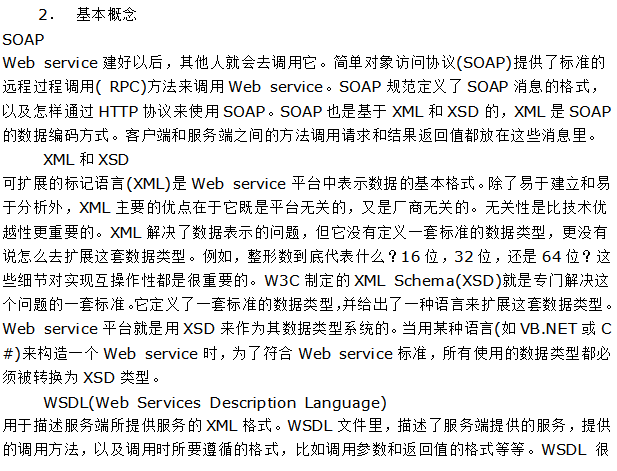 2． 基本概念
SOAP
Web service 建好以后，其他人就会去调用它。简单对象访问协议(SOAP)提供了标准的
远程过程调用( RPC)方法来调用 Web service。SOAP 规范定义了 SOAP 消息的格式，
以及怎样通过 HTTP 协议来使用 SOAP。SOAP 也是基于 XML 和 XSD 的，XML 是 SOAP
的数据编码方式。客户端和服务端之间的方法调用请求和结果返回值都放在这些消息里。
XML 和 XSD
可扩展的标记语言(XML)是 Web service 平台中表示数据的基本格式。除了易于建立和易
于分析外，XML 主要的优点在于它既是平台无关的，又是厂商无关的。无关性是比技术优
越性更重要的。XML 解决了数据表示的问题，但它没有定义一套标准的数据类型，更没有
说怎么去扩展这套数据类型。例如，整形数到底代表什么？16 位，32 位，还是 64 位？这
些细节对实现互操作性都是很重要的。W3C 制定的 XML Schema(XSD)就是专门解决这
个问题的一套标准。它定义了一套标准的数据类型，并给出了一种语言来扩展这套数据类型。
Web service 平台就是用 XSD 来作为其数据类型系统的。当用某种语言(如 VB.NET 或 C
#)来构造一个 Web service 时，为了符合 Web service 标准，所有使用的数据类型都必
须被转换为 XSD 类型。
WSDL(Web Services Description Language)
用于描述服务端所提供服务的 XML 格式。WSDL 文件里，描述了服务端提供的服务，提供
的调用方法，以及调用时所要遵循的格式，比如调用参数和返回值的格式等等。WSDL 很